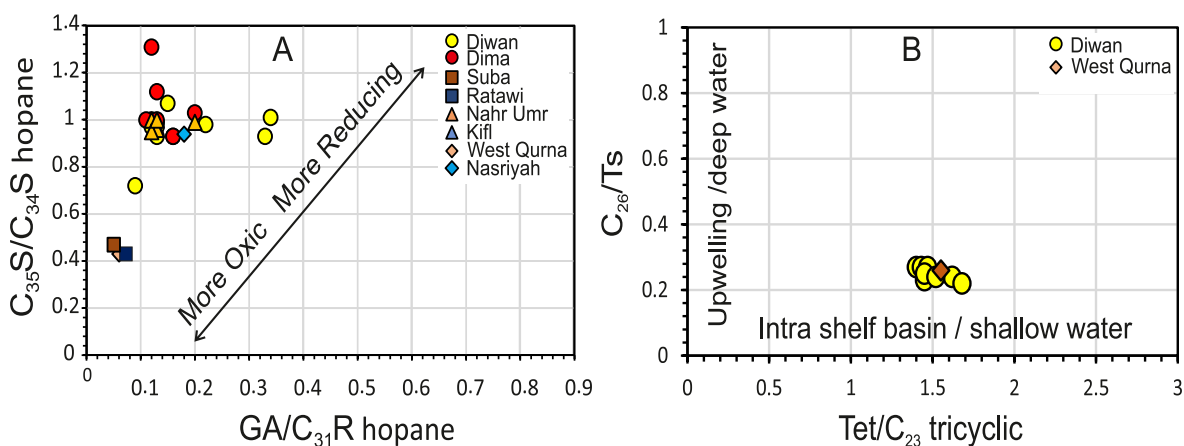 A
C₃₅S/C₃₄S hopane
1.4
1.2
1
0.8
0.6
0.4
0.2
0
0 0.1 0.2 0.3 0.4 0.5 0.6 0.7 0.8 0.9
GA/C₃₁R hopane
More Oxic More Reducing
Diwan
Dima
Suba
Ratawi
Nahr Umr
Kifl
West Qurna
Nasriyah
B
C₂₆/Ts
1
0.8
0.6
0.4
0.2
0
0 0.5 1 1.5 2 2.5 3
Tet/C₂₃ tricyclic
Upwelling /deep water
Intra shelf basin / shallow water
Diwan
West Qurna